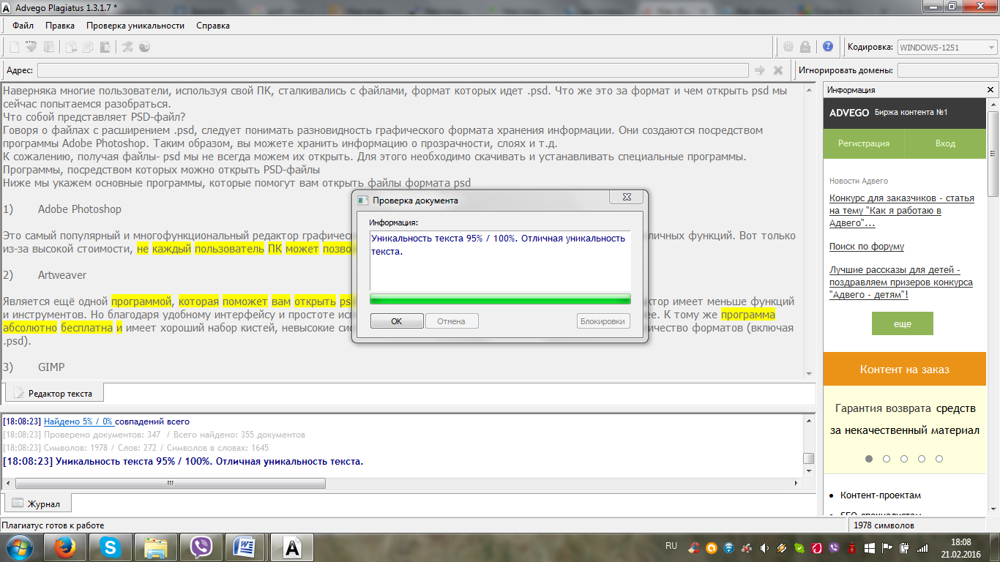 Advego Plagiatus 1.3.1.7 *
Файл Правка Проверка уникальности Справка
HTML
Кодировка: WINDOWS-1251
Адрес:
Игнорировать домены:
Наверняка многие пользователи, используя свой ПК, сталкивались с файлами, формат которых идет .psd. Что же это за формат и чем открыть psd мы
сейчас попытаемся разобраться.
Что собой представляет PSD-файл?
Говоря о файлах с расширением .psd, следует понимать разновидность графического формата хранения информации. Они создаются посредством
программы Adobe Photoshop. Таким образом, вы можете хранить информацию о прозрачности, слоях и т.д.
К сожалению, получая файлы- psd мы не всегда можем их открыть. Для этого необходимо скачивать и устанавливать специальные программы.
Программы, посредством которых можно открыть PSD-файлы
Ниже мы укажем основные программы, которые помогут вам открыть файлы формата psd
1) Adobe Photoshop
Это самый популярный и многофункциональный редактор графичес личных функций. Вот только
из-за высокой стоимости, не каждый пользователь ПК может позво
2) Artweaver
Является ещё одной программой, которая поможет вам открыть ps ктор имеет меньше функций
и инструментов. Но благодаря удобному интерфейсу и простоте исп ее. К тому же программа
абсолютно бесплатна и имеет хороший набор кистей, невысокие сис ичество форматов (включая
.psd).
3) GIMP
Проверка документа
Информация:
Уникальность текста 95% / 100%. Отличная уникальность
текста.
OK Отмена Блокировки
Редактор текста
[18:08:23] Найдено 5% / 0% совпадений всего
[18:08:23] Проверено документов: 347 / Всего найдено: 355 документов
[18:08:23] Символов: 1978 / Слов: 272 / Символов в словах: 1645
[18:08:23] Уникальность текста 95% / 100%. Отличная уникальность текста.
Журнал
Плагиатус готов к работе
1978 символов
Информация
ADVEGO Биржа контента №1
Регистрация Вход
Новости Адвего
Конкурс для заказчиков - статья
на тему "Как я работаю в
Адвего"...
Поиск по форуму
Лучшие рассказы для детей -
поздравляем призеров конкурса
"Адвего - детям"!
еще
Контент на заказ
Гарантия возврата средств
за некачественный материал
Контент-проектам
SEO-специалистам
RU
18:08
21.02.2016